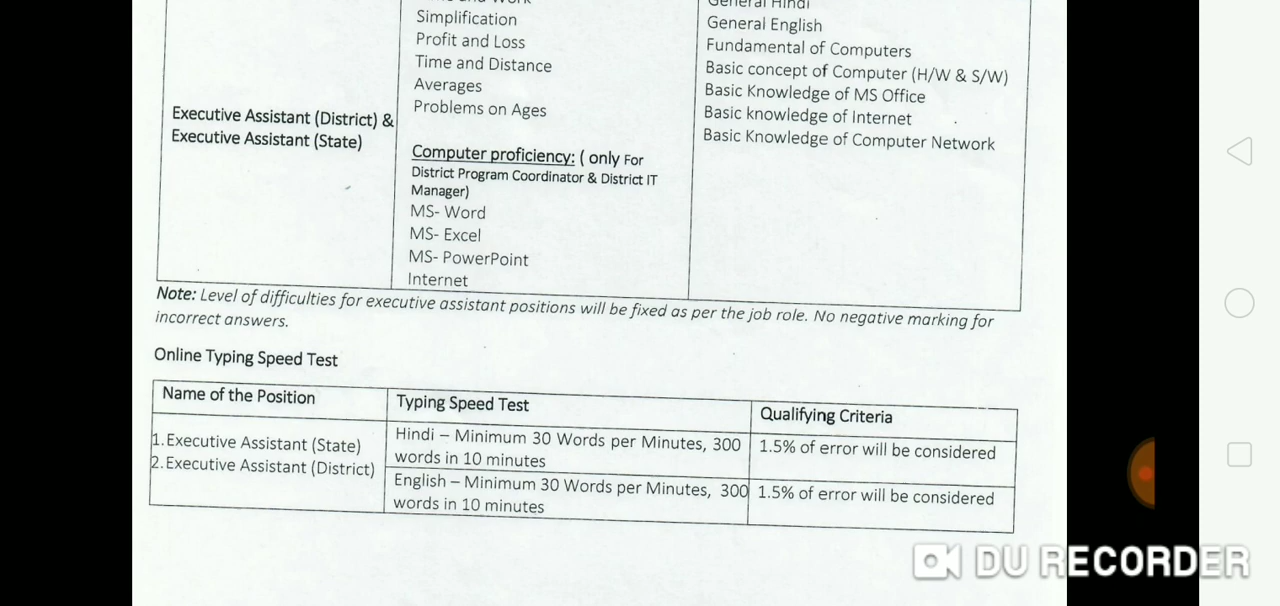 Simplification
Profit and Loss
Time and Distance
Averages
Problems on Ages
General Hindi
General English
Fundamental of Computers
Basic concept of Computer (H/W & S/W)
Basic Knowledge of MS Office
Basic knowledge of Internet
Basic Knowledge of Computer Network
Executive Assistant (District) &
Executive Assistant (State)
Computer proficiency: ( only For
District Program Coordinator & District IT
Manager)
MS- Word
MS- Excel
MS- PowerPoint
Internet
Note: Level of difficulties for executive assistant positions will be fixed as per the job role. No negative marking for
incorrect answers.
Online Typing Speed Test
Name of the Position
Typing Speed Test
Qualifying Criteria
1.Executive Assistant (State)
2.Executive Assistant (District)
Hindi – Minimum 30 Words per Minutes, 300
words in 10 minutes
1.5% of error will be considered
English – Minimum 30 Words per Minutes, 300
words in 10 minutes
1.5% of error will be considered
DU RECORDER